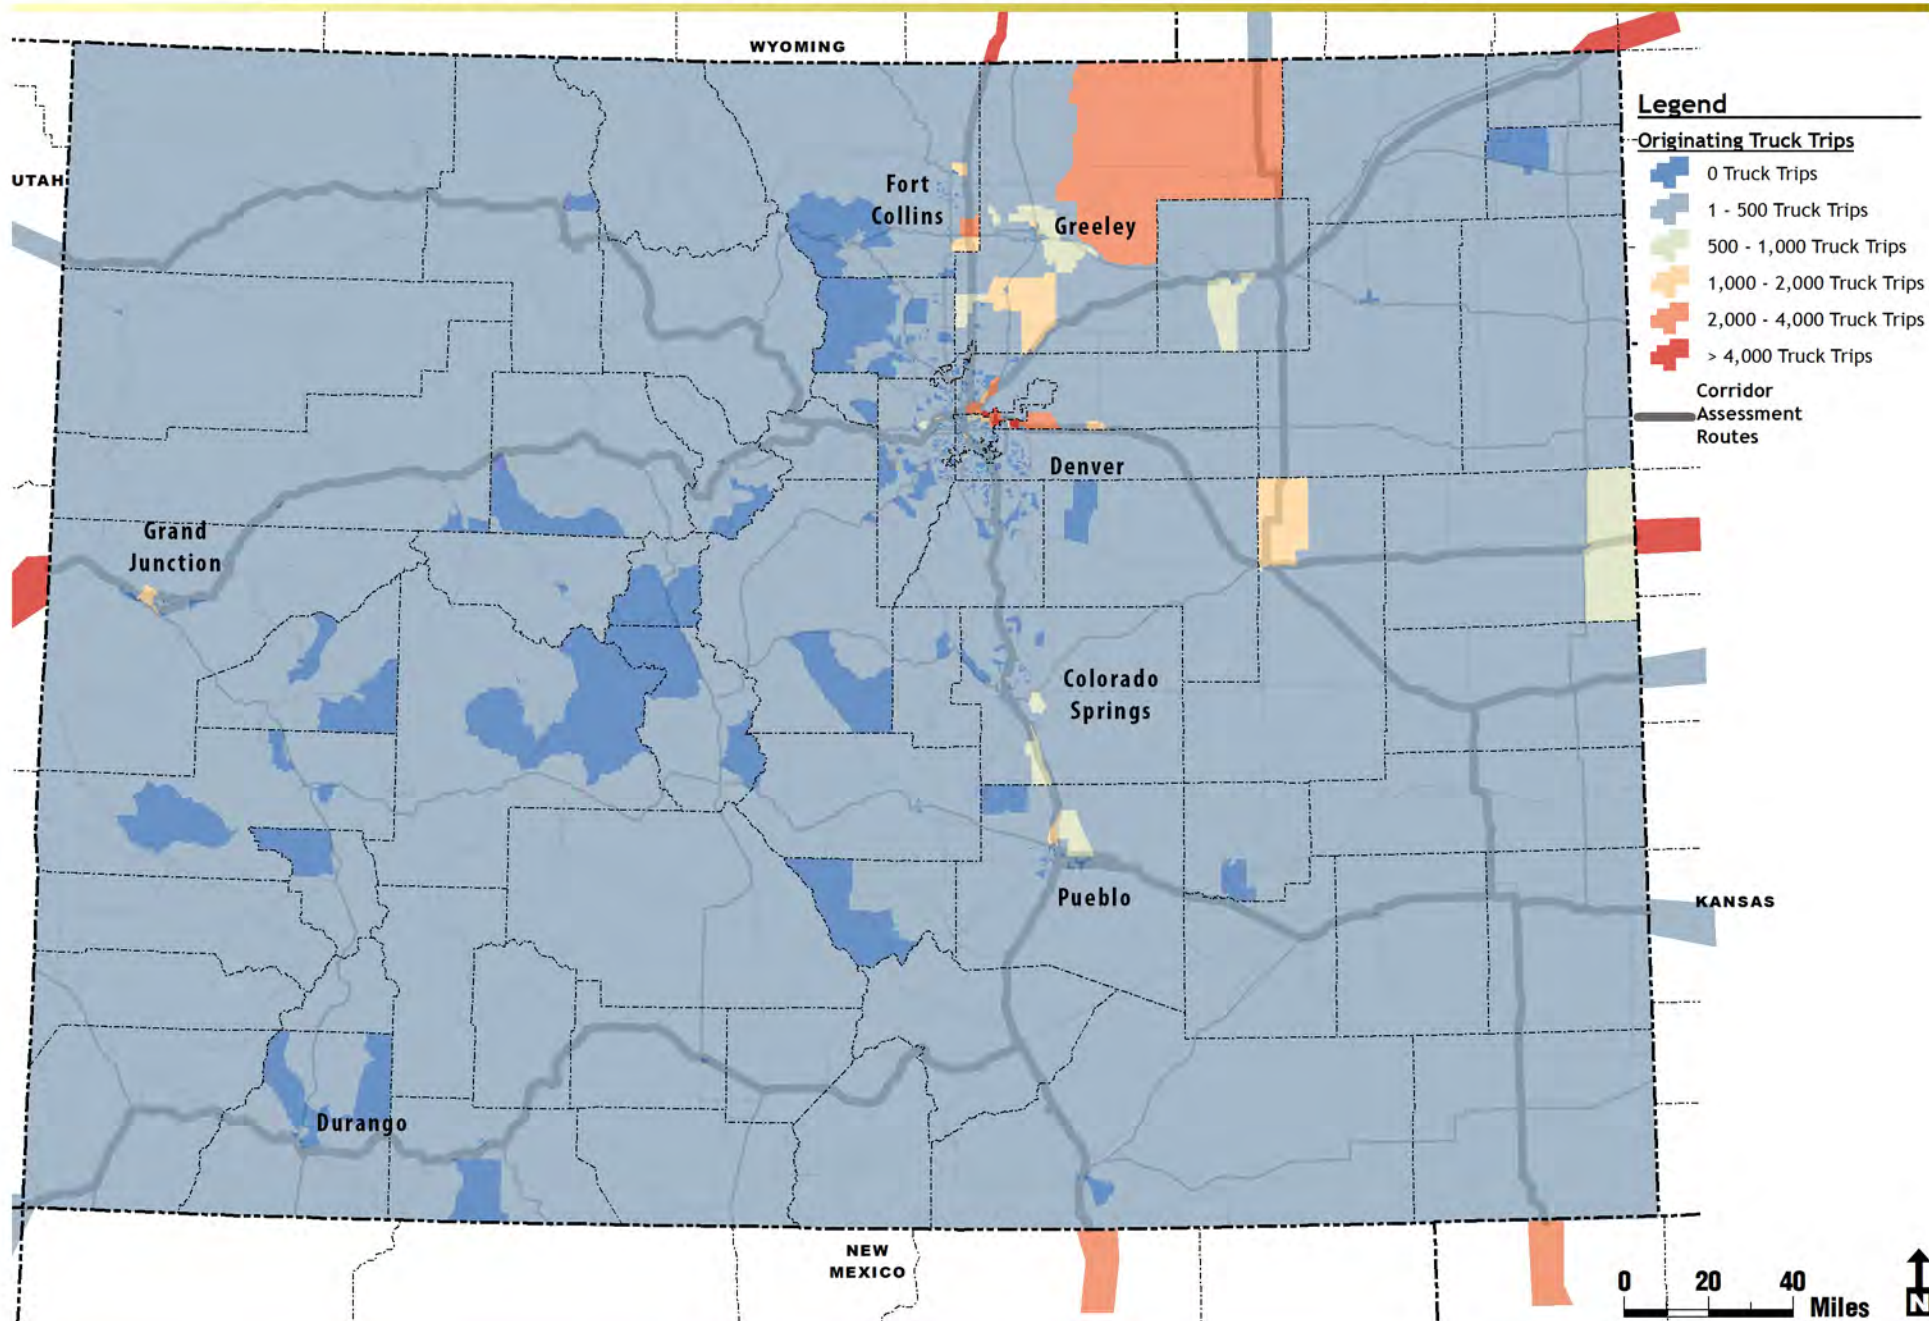 WYOMING
Legend
Originating Truck Trips
0 Truck Trips
1 - 500 Truck Trips
500 - 1,000 Truck Trips
1,000 - 2,000 Truck Trips
2,000 - 4,000 Truck Trips
> 4,000 Truck Trips
Corridor
Assessment
Routes
UTAH
Fort
Collins
Greeley
Denver
Grand
Junction
Colorado
Springs
Pueblo
KANSAS
Durango
NEW
MEXICO
0 20 40
Miles
N